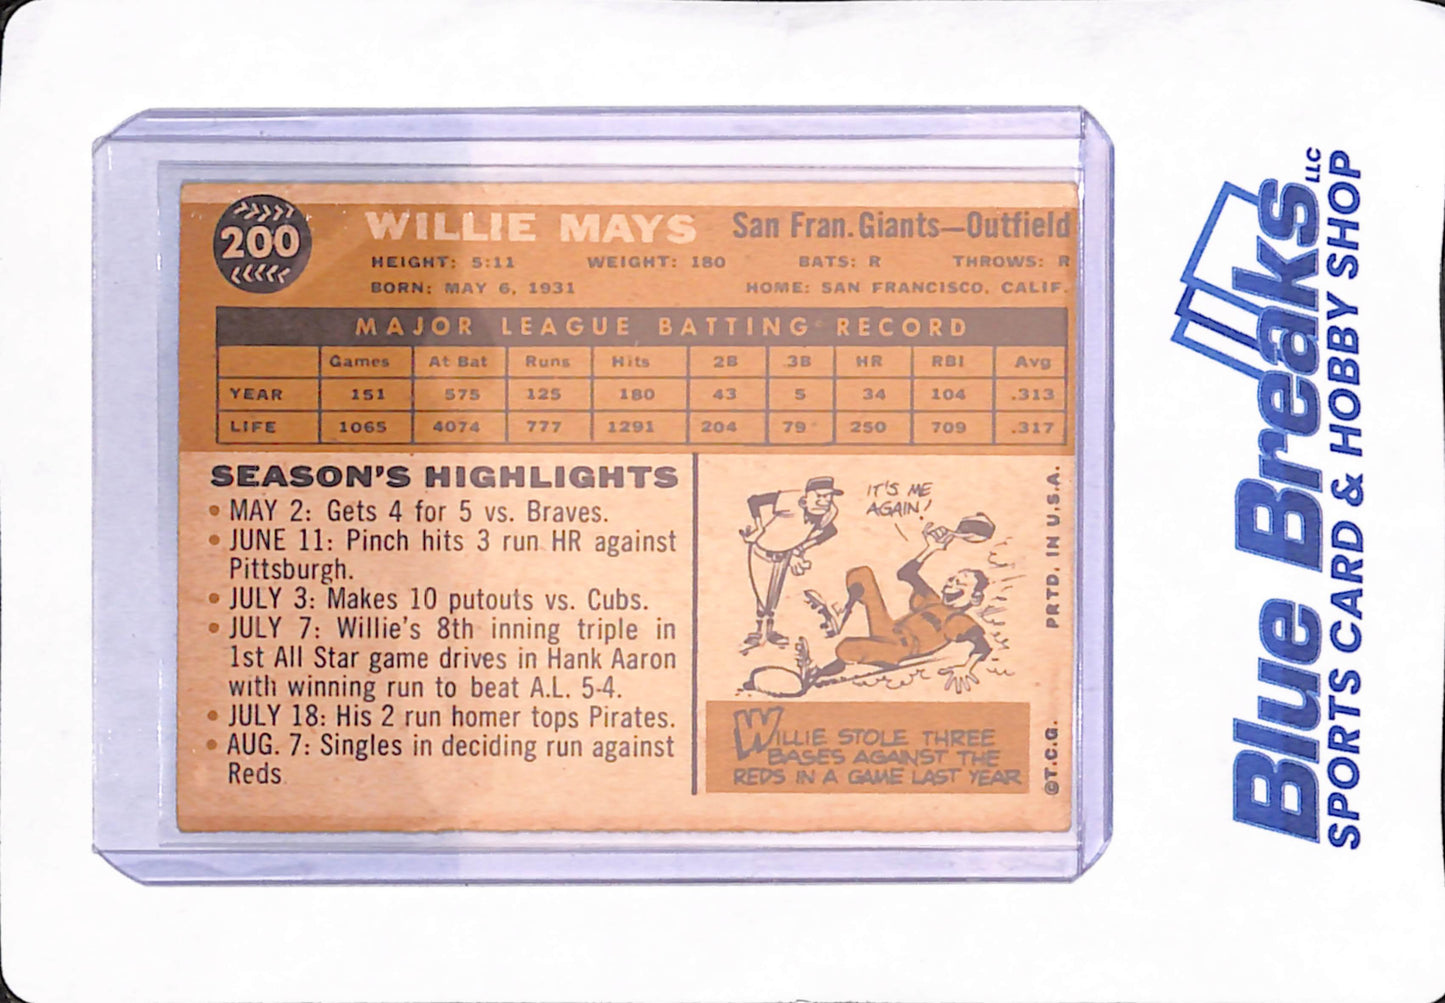 200
WILLIE MAYS
San Fran. Giants—Outfield
HEIGHT: 5:11 WEIGHT: 180 BATS: R THROWS: R
BORN: MAY 6, 1931 HOME: SAN FRANCISCO, CALIF.
MAJOR LEAGUE BATTING RECORD
Games At Bat Runs Hits 2B 3B HR RBI Avg
YEAR 151 575 125 180 43 5 34 104 .313
LIFE 1065 4074 777 1291 204 79 250 709 .317
SEASON'S HIGHLIGHTS
• MAY 2: Gets 4 for 5 vs. Braves.
• JUNE 11: Pinch hits 3 run HR against
Pittsburgh.
• JULY 3: Makes 10 putouts vs. Cubs.
• JULY 7: Willie's 8th inning triple in
1st All Star game drives in Hank Aaron
with winning run to beat A.L. 5-4.
• JULY 18: His 2 run homer tops Pirates.
• AUG. 7: Singles in deciding run against
Reds
IT'S ME
AGAIN!
WILLIE STOLE THREE
BASES AGAINST THE
REDS IN A GAME LAST YEAR
©T.C.G. PRTD. IN U.S.A.
Blue Breaks LLC
SPORTS CARD & HOBBY SHOP